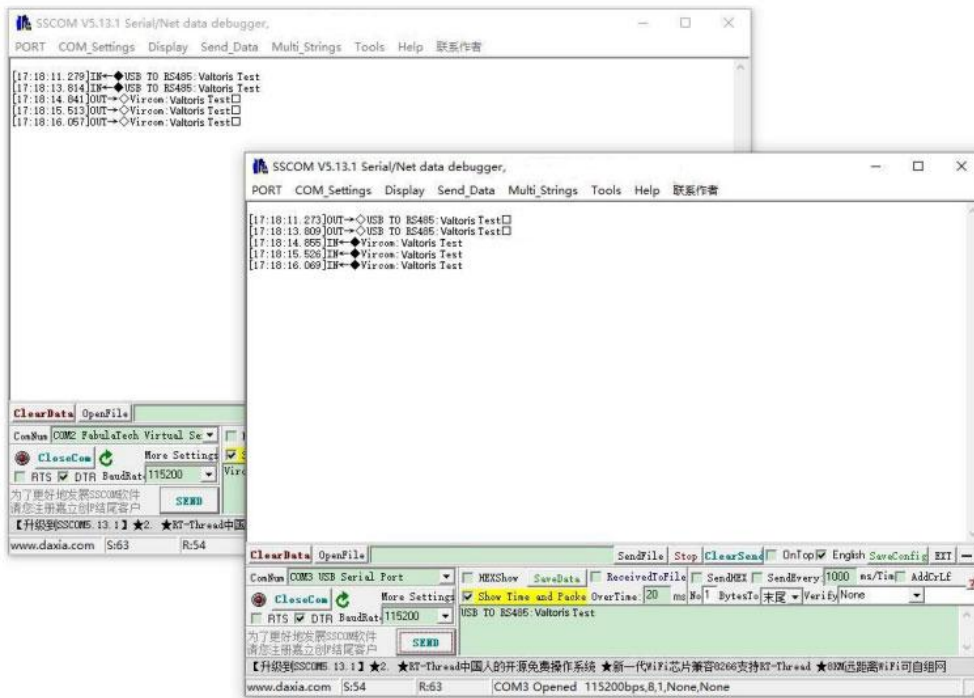 SSCOM V5.13.1 Serial/Net data debugger,
PORT COM_Settings Display Send_Data Multi_Strings Tools Help 联系作者
[17:18:11.279]IN←◆USB TO RS485:Valtoris Test
[17:18:13.814]IN←◆USB TO RS485:Valtoris Test
[17:18:14.841]OUT→◇Vircom:Valtoris Test□
[17:18:15.513]OUT→◇Vircom:Valtoris Test□
[17:18:16.057]OUT→◇Vircom:Valtoris Test□
ClearData OpenFile
ComNum COM2 FabulaTech Virtual Se
CloseCom More Settings
RTS DTR BaudRat 115200
为了更好地发展SSCOM软件
请您注册嘉立创F结尾客户
SEND
【升级到SSCOM5.13.1】★2. ★RT-Thread中国
www.daxia.com S:63 R:54
SSCOM V5.13.1 Serial/Net data debugger,
PORT COM_Settings Display Send_Data Multi_Strings Tools Help 联系作者
[17:18:11.273]OUT→◇USB TO RS485:Valtoris Test□
[17:18:13.809]OUT→◇USB TO RS485:Valtoris Test□
[17:18:14.855]IN←◆Vircom:Valtoris Test
[17:18:15.526]IN←◆Vircom:Valtoris Test
[17:18:16.069]IN←◆Vircom:Valtoris Test
ClearData OpenFile SendFile Stop ClearSend OnTop English SaveConfig EXT —
ComNum COM3 USB Serial Port HEXShow SaveData ReceivedToFile SendHEX SendEvery: 1000 ms/Tim AddCrLf
CloseCom More Settings Show Time and Packe OverTime: 20 ms No 1 BytesTo 末尾 Verify None
RTS DTR BaudRat 115200 USB TO RS485:Valtoris Test
为了更好地发展SSCOM软件
请您注册嘉立创F结尾客户
SEND
【升级到SSCOM5.13.1】★2. ★RT-Thread中国人的开源免费操作系统 ★新一代WiFi芯片兼容8266支持RT-Thread ★8KM远距离WiFi可自组网
www.daxia.com S:54 R:63 COM3 Opened 115200bps,8,1,None,None